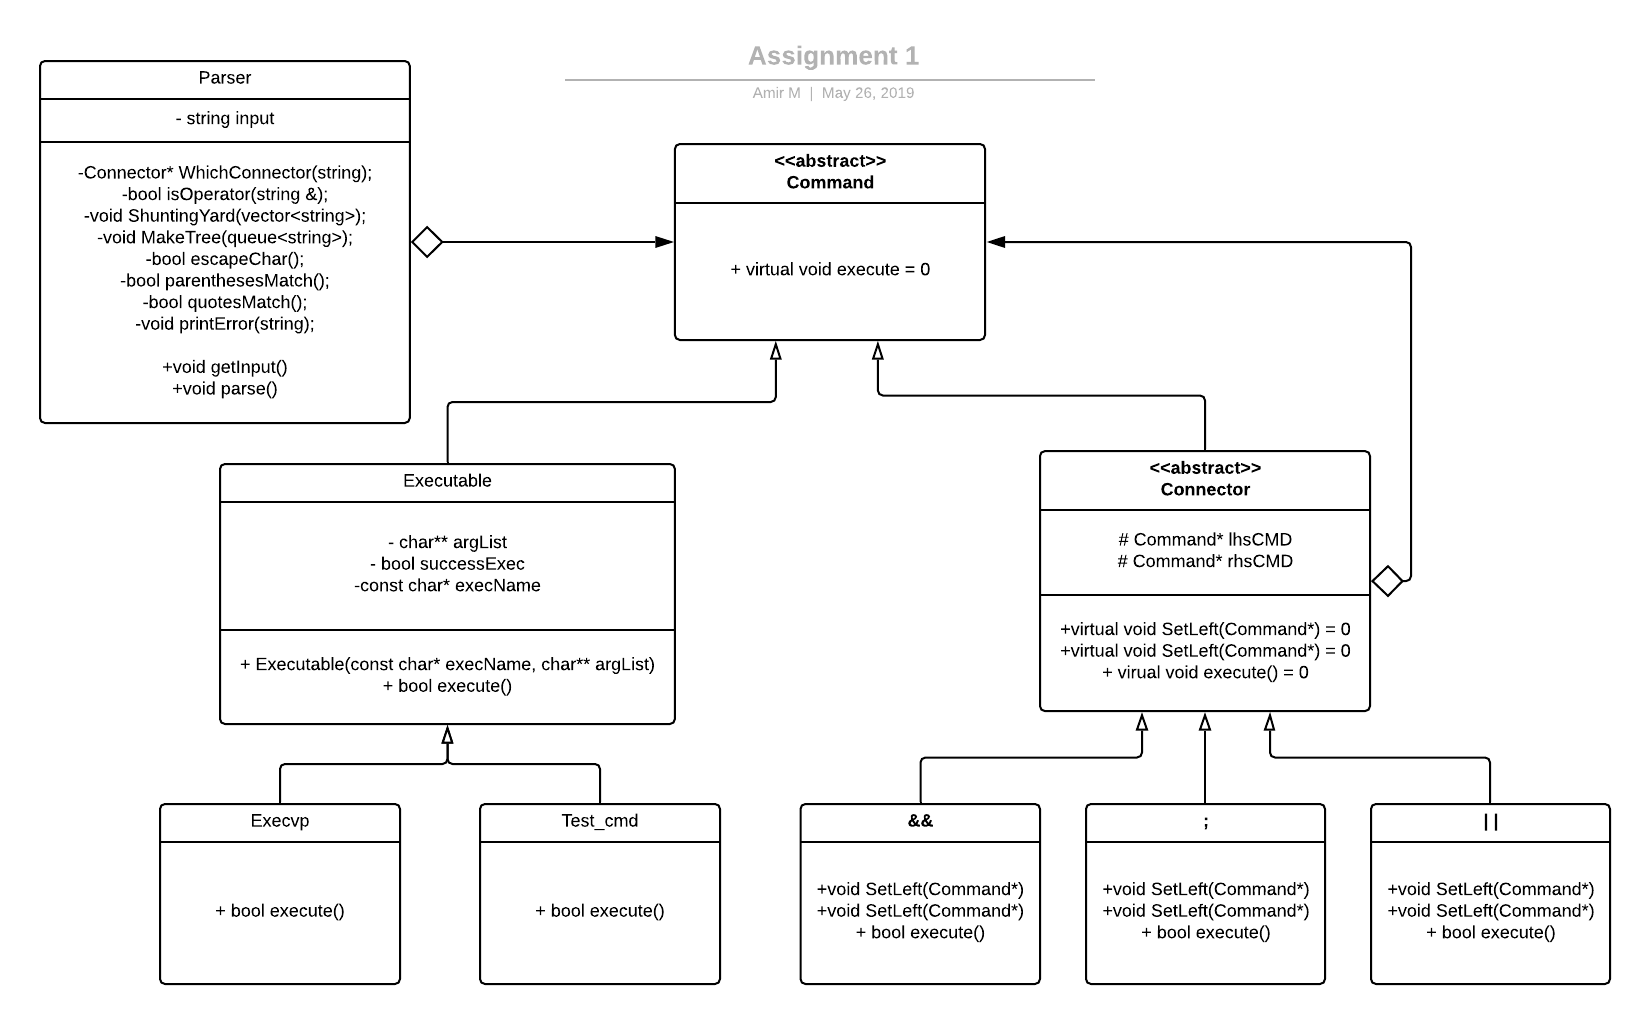 Assignment 1
Amir M | May 26, 2019
Parser
- string input
-Connector* WhichConnector(string);
-bool isOperator(string &);
-void ShuntingYard(vector<string>);
-void MakeTree(queue<string>);
-bool escapeChar();
-bool parenthesesMatch();
-bool quotesMatch();
-void printError(string);
+void getInput()
+void parse()
<<abstract>>
Command
+ virtual void execute = 0
Executable
- char** argList
- bool successExec
-const char* execName
+ Executable(const char* execName, char** argList)
+ bool execute()
<<abstract>>
Connector
# Command* lhsCMD
# Command* rhsCMD
+virtual void SetLeft(Command*) = 0
+virtual void SetLeft(Command*) = 0
+ virual void execute() = 0
Execvp
+ bool execute()
Test_cmd
+ bool execute()
&&
+void SetLeft(Command*)
+void SetLeft(Command*)
+ bool execute()
;
+void SetLeft(Command*)
+void SetLeft(Command*)
+ bool execute()
| |
+void SetLeft(Command*)
+void SetLeft(Command*)
+ bool execute()